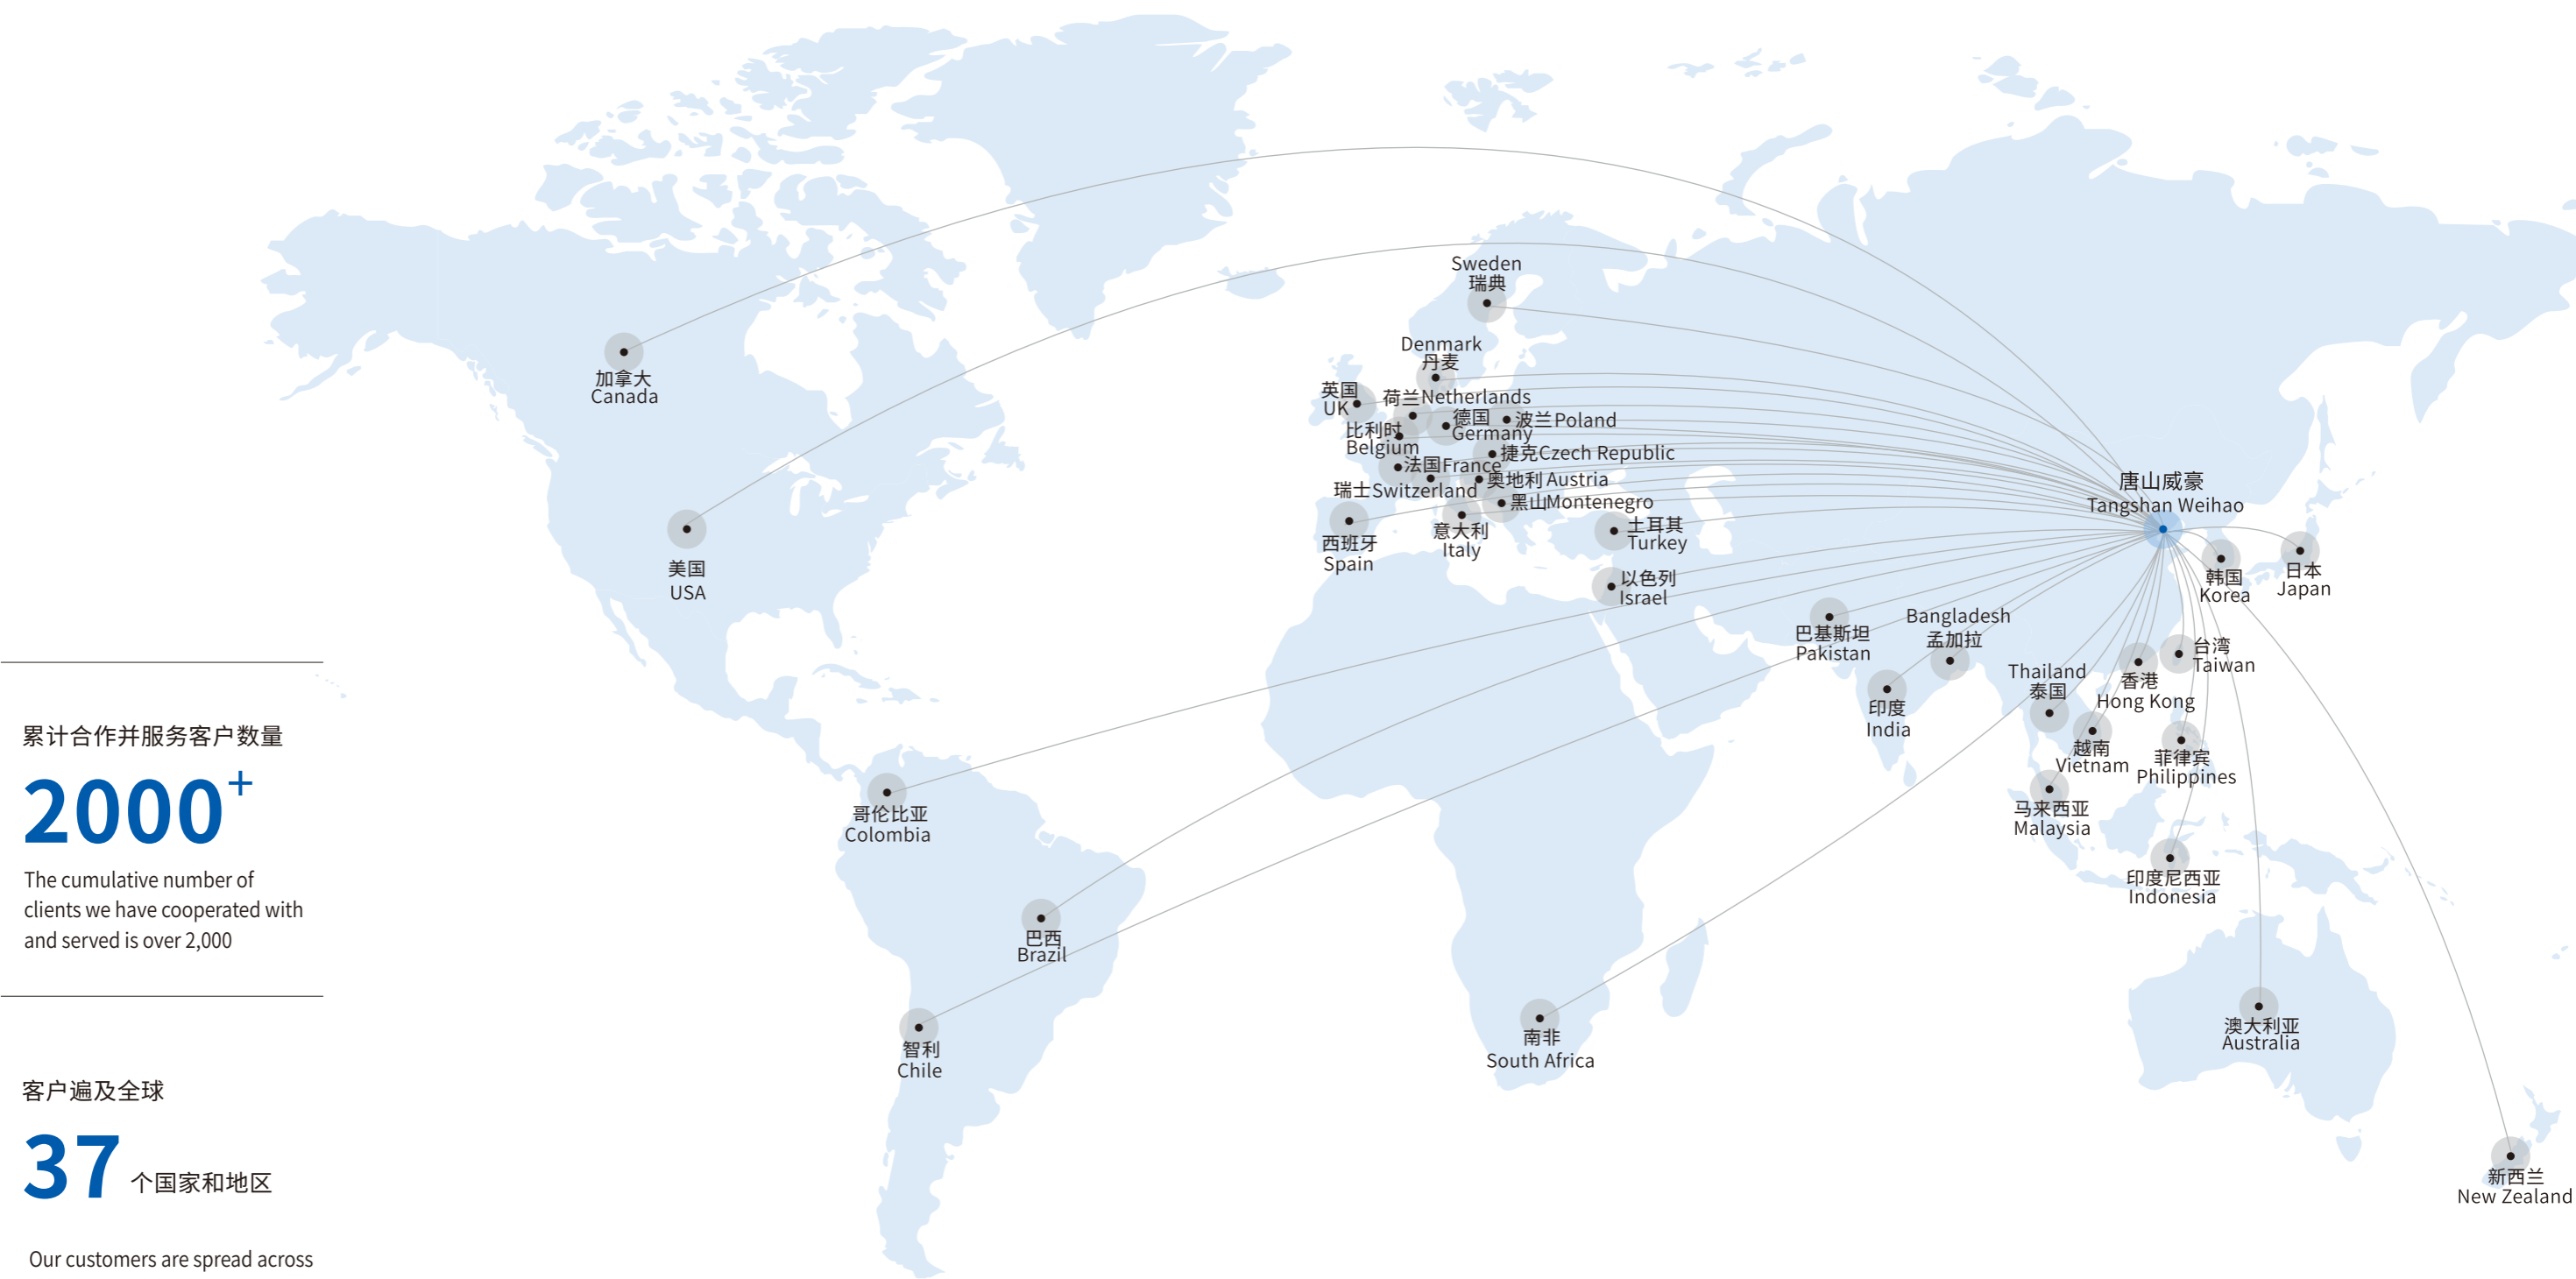 Sweden
瑞典
Denmark
丹麦
加拿大
Canada
英国
UK
荷兰Netherlands
德国
Germany
波兰Poland
比利时
Belgium
捷克Czech Republic
法国France
奥地利Austria
瑞士Switzerland
黑山Montenegro
意大利
Italy
土耳其
Turkey
西班牙
Spain
以色列
Israel
唐山威豪
Tangshan Weihao
美国
USA
韩国
Korea
日本
Japan
巴基斯坦
Pakistan
Bangladesh
孟加拉
印度
India
Thailand
泰国
台湾
Taiwan
香港
Hong Kong
越南
Vietnam
菲律宾
Philippines
马来西亚
Malaysia
印度尼西亚
Indonesia
哥伦比亚
Colombia
巴西
Brazil
智利
Chile
南非
South Africa
澳大利亚
Australia
新西兰
New Zealand
累计合作并服务客户数量
2000+
The cumulative number of
clients we have cooperated with
and served is over 2,000
客户遍及全球
37 个国家和地区
Our customers are spread across